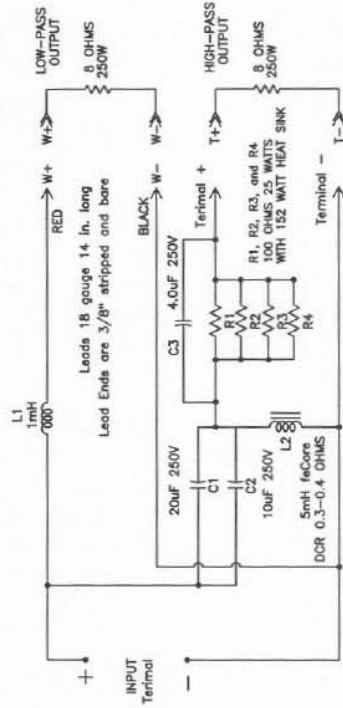 L1
1mH
RED
W+
W+
LOW-PASS
OUTPUT
8 OHMS
250W
Leads 18 gouge 14 in. long
Lead Ends are 3/8" stripped and bare
BLACK
W-
W-
+
INPUT
Terimal
-
20uF 250V
C1
C2
10uF 250V
C3
4.0uF 250V
R1
R2
R3
R4
Terimal +
T+
HIGH-PASS
OUTPUT
8 OHMS
250W
R1, R2, R3, and R4
100 OHMS 25 WATTS
WITH 152 WATT HEAT SINK
L2
5mH feCore
DCR 0.3-0.4 OHMS
Terminal -
T-